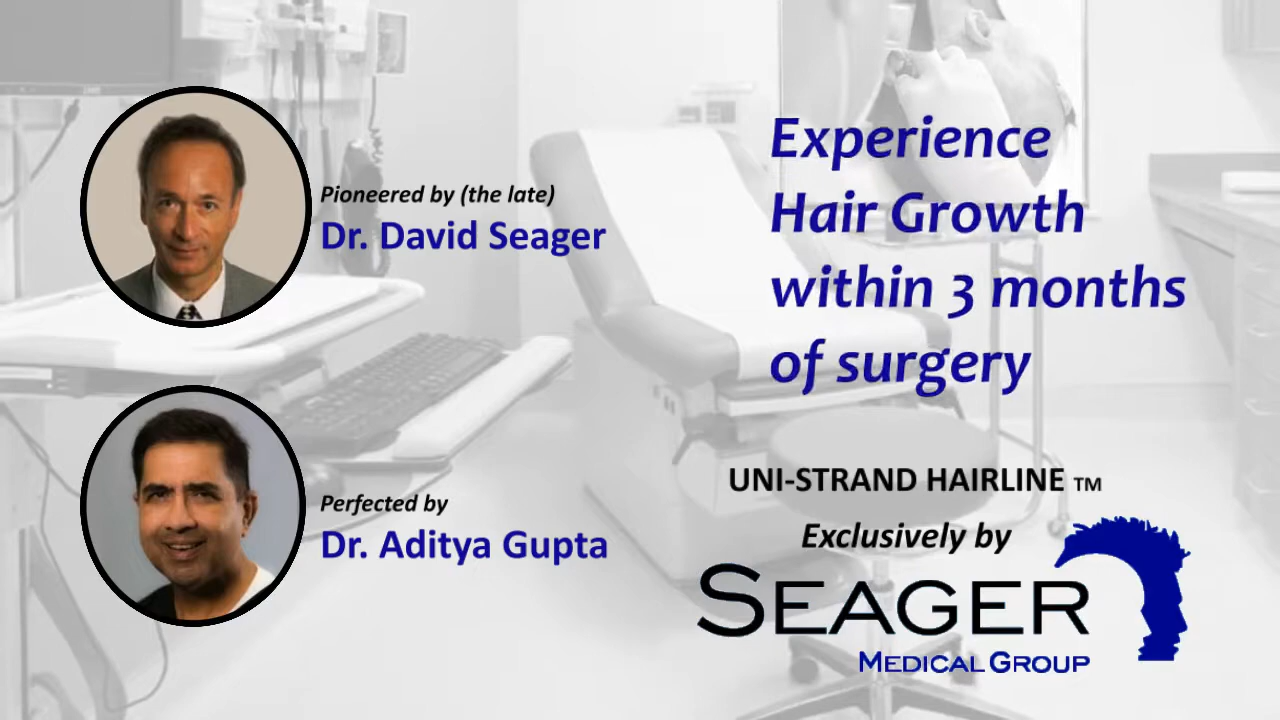 Pioneered by (the late)
Dr. David Seager
Perfected by
Dr. Aditya Gupta
Experience
Hair Growth
within 3 months
of surgery
UNI-STRAND HAIRLINE TM
Exclusively by
SEAGER
MEDICAL GROUP